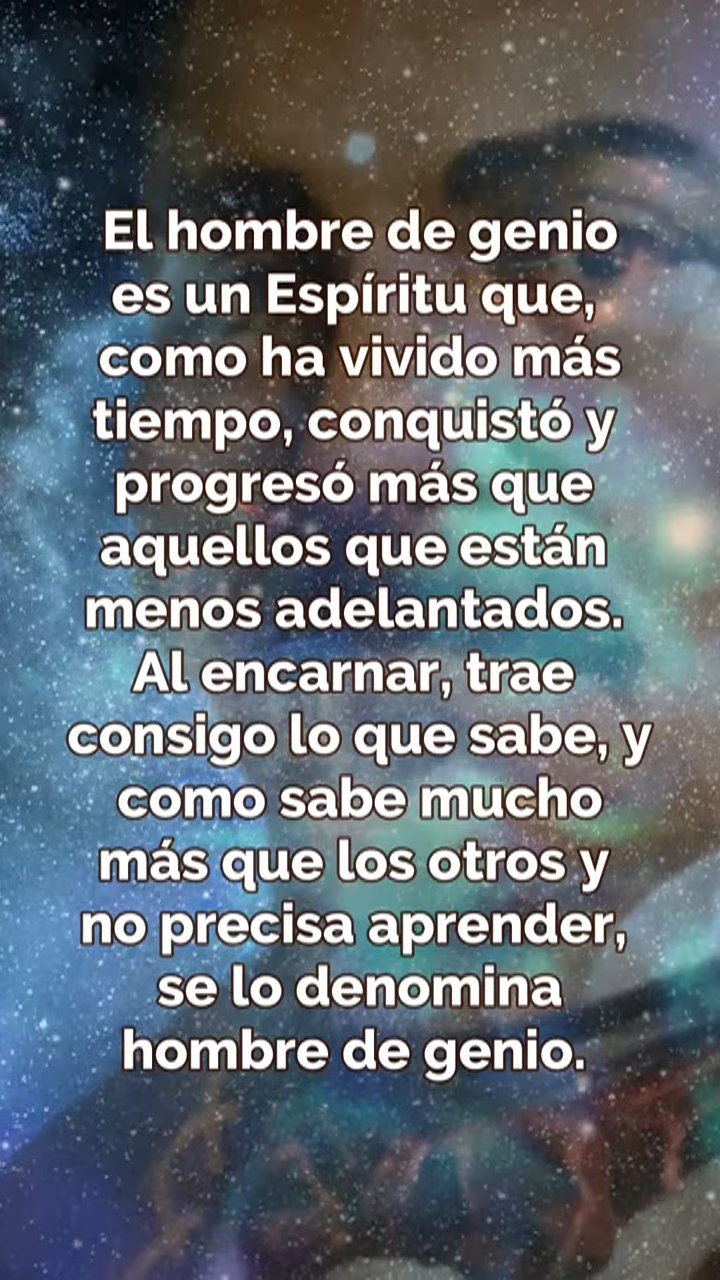 El hombre de genio
es un Espíritu que,
como ha vivido más
tiempo, conquistó y
progresó más que
aquellos que están
menos adelantados.
Al encarnar, trae
consigo lo que sabe, y
como sabe mucho
más que los otros y
no precisa aprender,
se lo denomina
hombre de genio.